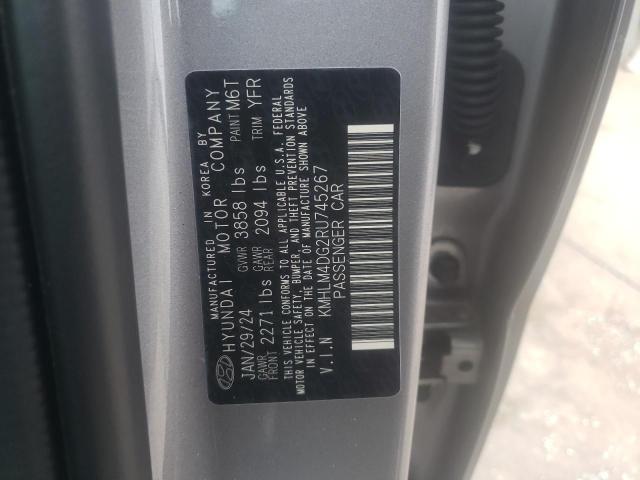 MANUFACTURED IN KOREA BY
HYUNDAI MOTOR COMPANY
JAN/29/24 GVWR 3858 lbs PAINT M6T
GAWR FRONT 2271 lbs GAWR REAR 2094 lbs TRIM YFR
THIS VEHICLE CONFORMS TO ALL APPLICABLE U.S.A. FEDERAL
MOTOR VEHICLE SAFETY, BUMPER, AND THEFT PREVENTION STANDARDS
IN EFFECT ON THE DATE OF MANUFACTURE SHOWN ABOVE
V.I.N KMHLM4DG2RU745267
PASSENGER CAR